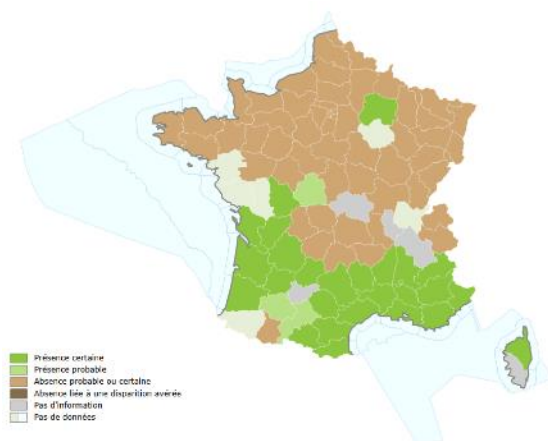 Présence certaine
Présence probable
Absence probable ou certaine
Absence liée à une disparition avérée
Pas d'information
Pas de données